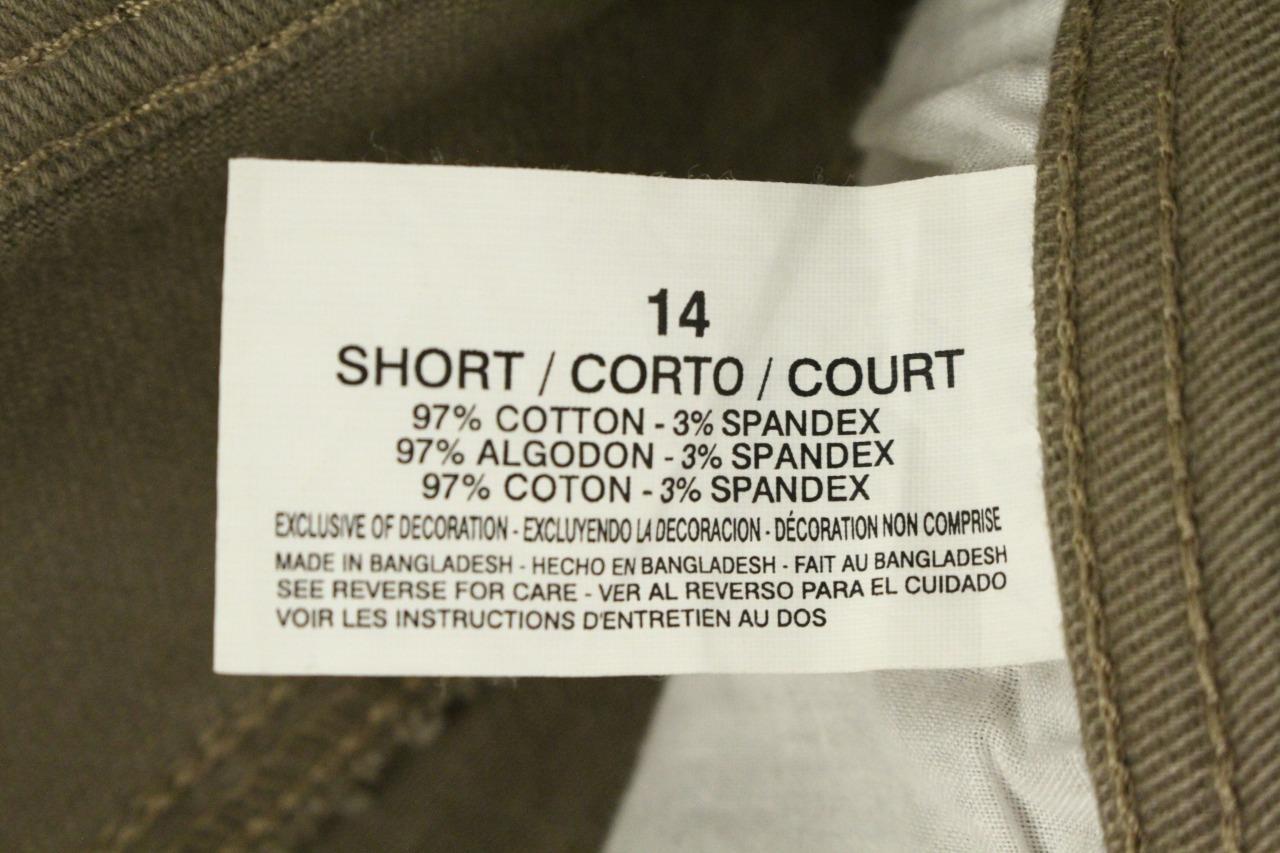 14
SHORT / CORTO / COURT
97% COTTON - 3% SPANDEX
97% ALGODON - 3% SPANDEX
97% COTON - 3% SPANDEX
EXCLUSIVE OF DECORATION - EXCLUYENDO LA DECORACION - DÉCORATION NON COMPRISE
MADE IN BANGLADESH - HECHO EN BANGLADESH - FAIT AU BANGLADESH
SEE REVERSE FOR CARE - VER AL REVERSO PARA EL CUIDADO
VOIR LES INSTRUCTIONS D'ENTRETIEN AU DOS